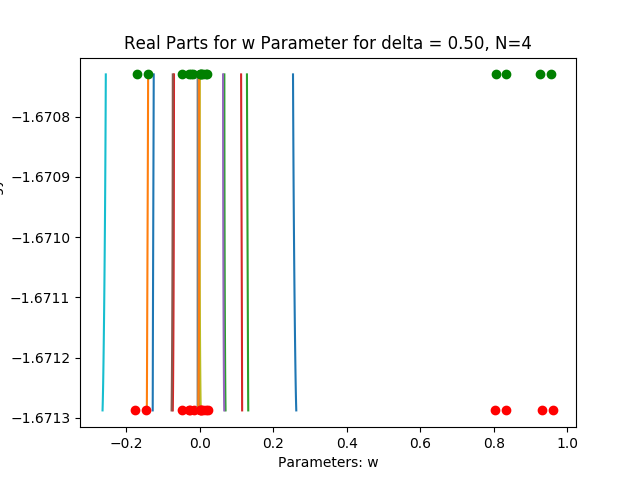 Real Parts for w Parameter for delta = 0.50, N=4
−1.6708
−1.6709
−1.6710
−1.6711
−1.6712
−1.6713
−0.2 0.0 0.2 0.4 0.6 0.8 1.0
Parameters: w